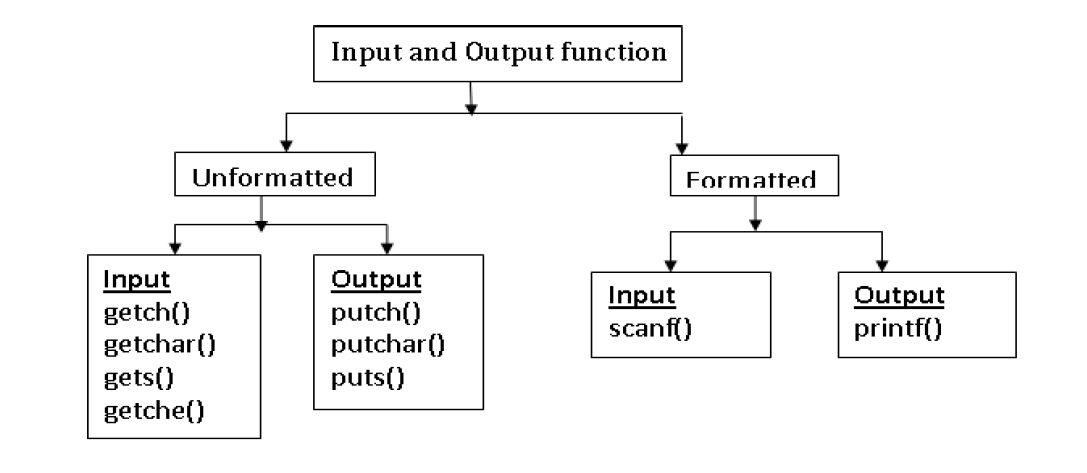 Input and Output function
Unformatted
Formatted
Input
getch()
getchar()
gets()
getche()
Output
putch()
putchar()
puts()
Input
scanf()
Output
printf()